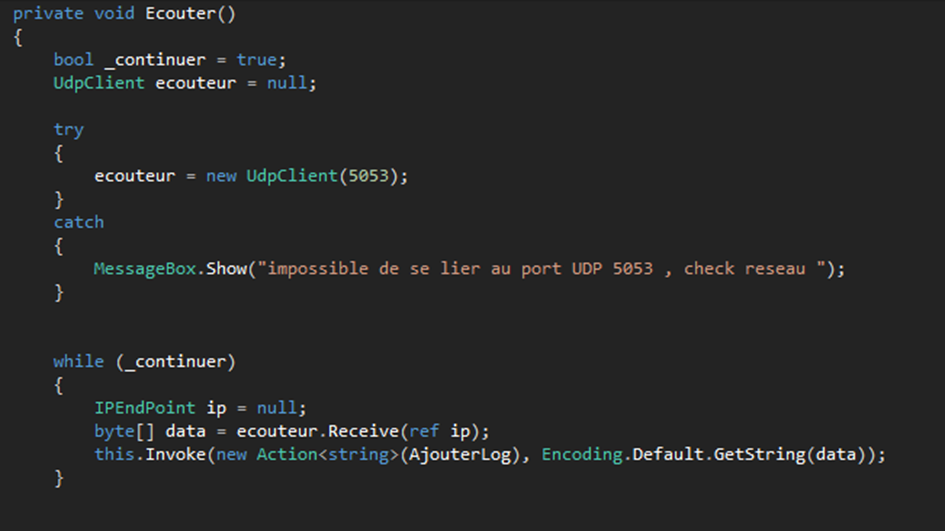 private void Ecouter()
{
bool _continuer = true;
UdpClient ecouteur = null;
try
{
ecouteur = new UdpClient(5053);
}
catch
{
MessageBox.Show("impossible de se lier au port UDP 5053 , check reseau ");
}
while (_continuer)
{
IPEndPoint ip = null;
byte[] data = ecouteur.Receive(ref ip);
this.Invoke(new Action<string>(AjouterLog), Encoding.Default.GetString(data));
}